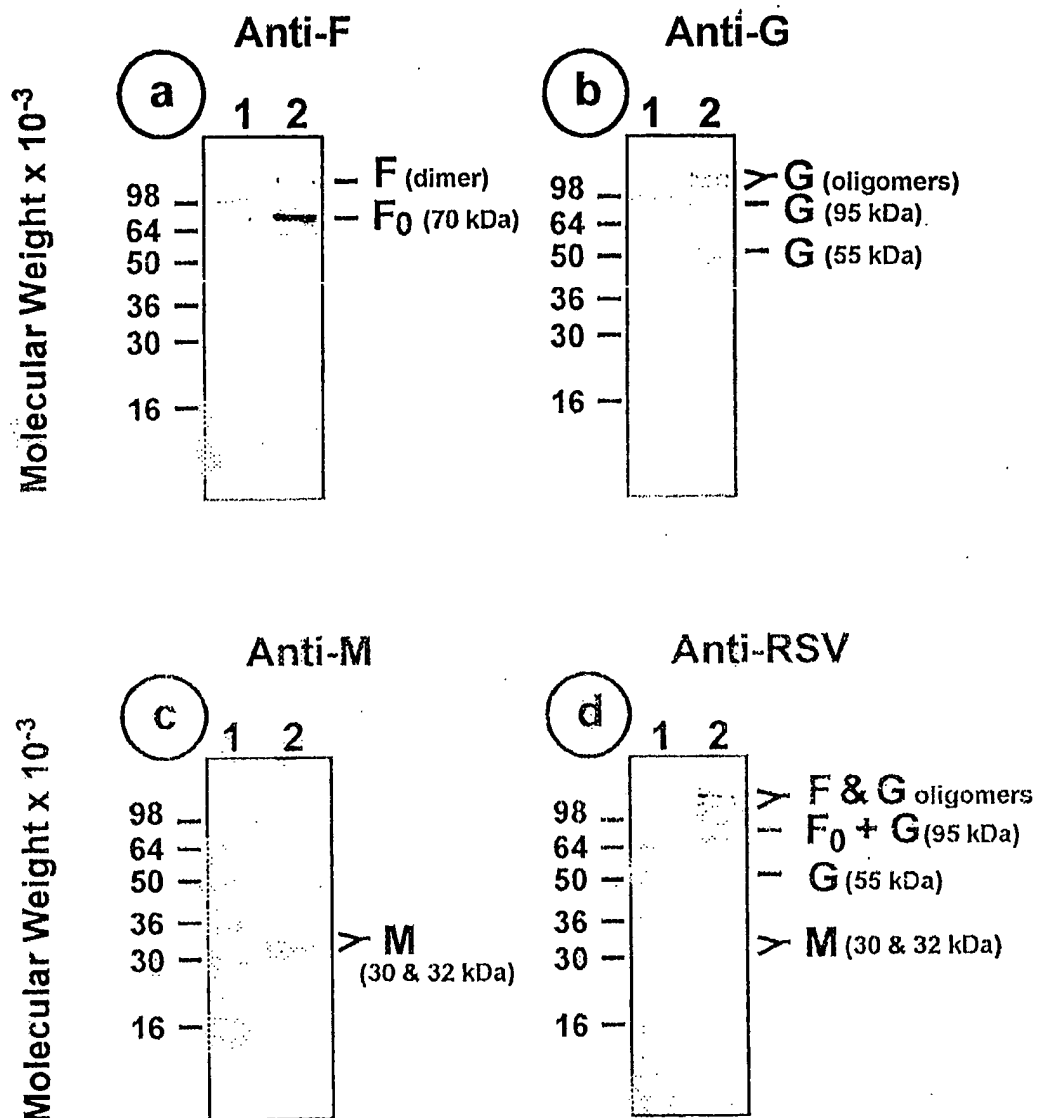 Anti-F
a
1 2
Molecular Weight x 10-3
98
64
50
36
30
16
F (dimer)
F0 (70 kDa)
Anti-G
b
1 2
98
64
50
36
30
16
G (oligomers)
G (95 kDa)
G (55 kDa)
Anti-M
c
1 2
Molecular Weight x 10-3
98
64
50
36
30
16
M
(30 & 32 kDa)
Anti-RSV
d
1 2
98
64
50
36
30
16
F & G oligomers
F0 + G (95 kDa)
G (55 kDa)
M (30 & 32 kDa)